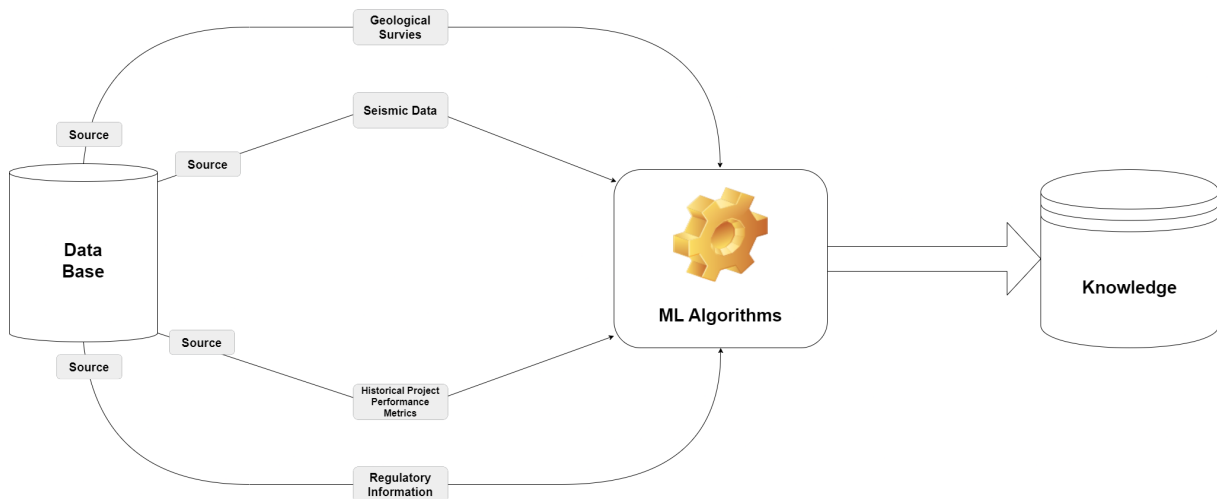 Geological
Survies
Seismic Data
Source
Source
Data
Base
ML Algorithms
Knowledge
Source
Source
Historical Project
Performance
Metrics
Regulatory
Information